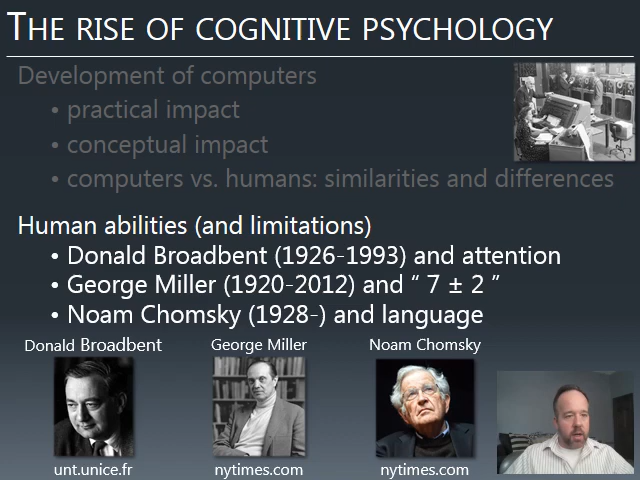 THE RISE OF COGNITIVE PSYCHOLOGY
Development of computers
• practical impact
• conceptual impact
• computers vs. humans: similarities and differences
Human abilities (and limitations)
• Donald Broadbent (1926-1993) and attention
• George Miller (1920-2012) and “ 7 ± 2 ”
• Noam Chomsky (1928-) and language
Donald Broadbent
George Miller
Noam Chomsky
unt.unice.fr
nytimes.com
nytimes.com